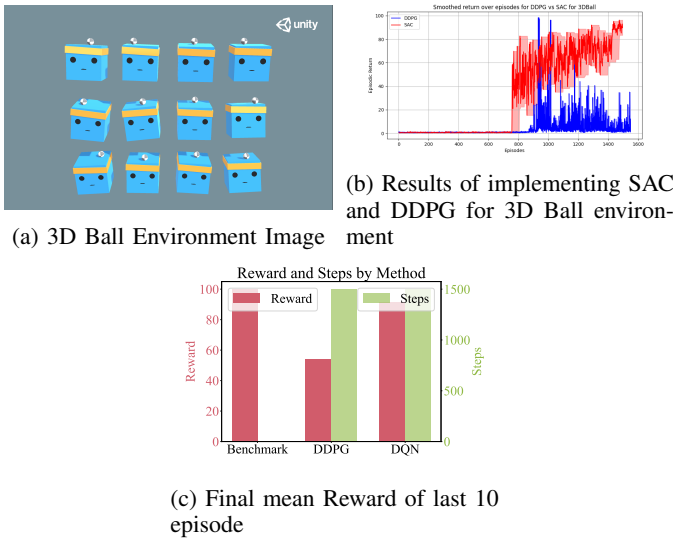 unity
(a) 3D Ball Environment Image
Smoothed return over episodes for DDPG vs SAC for 3DBall
DDPG
SAC
100
80
60
40
20
0
Episodic Return
0 200 400 600 800 1000 1200 1400 1600
Episodes
(b) Results of implementing SAC
and DDPG for 3D Ball environ-
ment
Reward and Steps by Method
Reward
Steps
100
80
60
40
20
0
Reward
1500
1000
500
0
Steps
Benchmark DDPG DQN
(c) Final mean Reward of last 10
episode